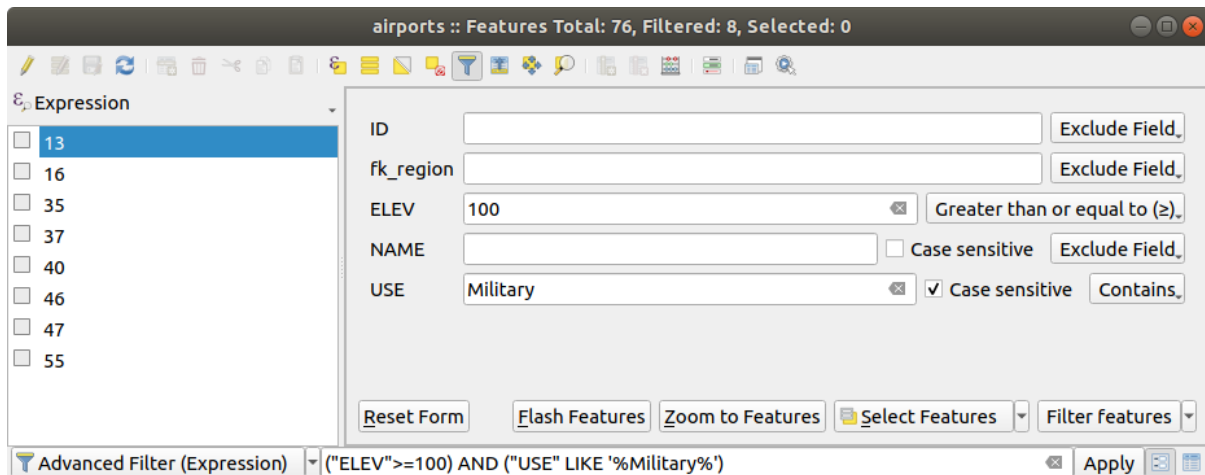 airports :: Features Total: 76, Filtered: 8, Selected: 0
Expression
13
16
35
37
40
46
47
55
ID Exclude Field
fk_region Exclude Field
ELEV 100 Greater than or equal to (≥)
NAME Case sensitive Exclude Field
USE Military Case sensitive Contains
Reset Form Flash Features Zoom to Features Select Features Filter features
Advanced Filter (Expression) ("ELEV">=100) AND ("USE" LIKE '%Military%') Apply